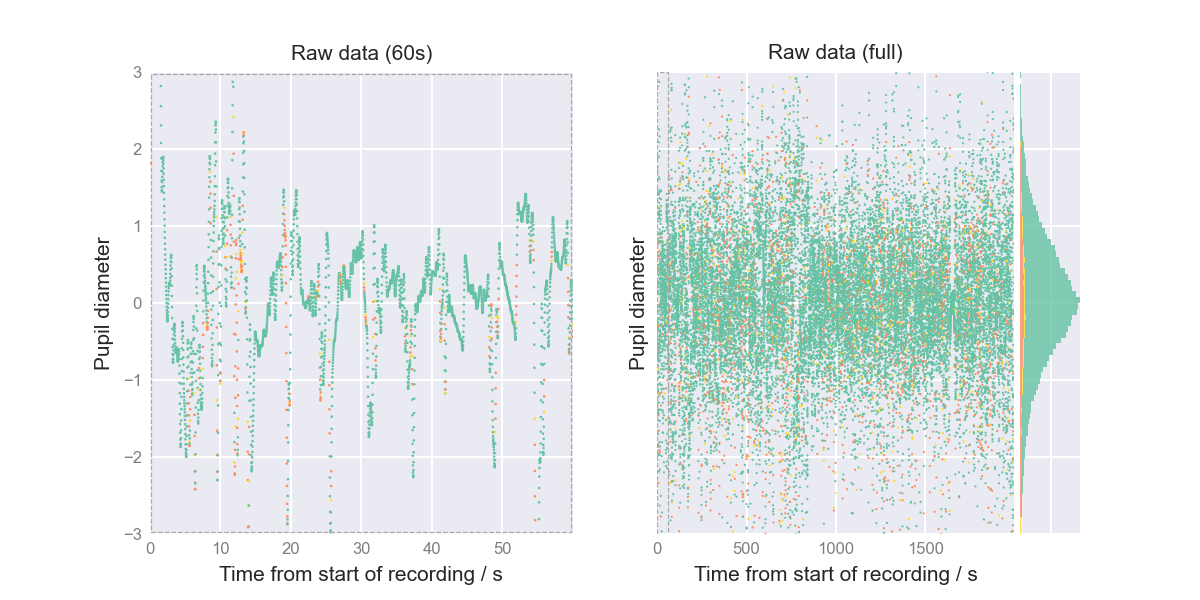 Raw data (60s)
Pupil diameter
3
2
1
0
−1
−2
−3
0 10 20 30 40 50
Time from start of recording / s
Raw data (full)
Pupil diameter
0 500 1000 1500
Time from start of recording / s